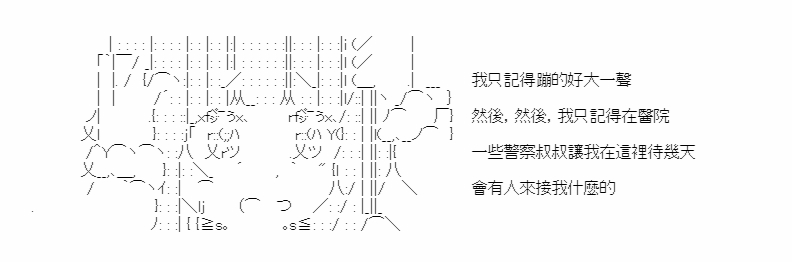 我只記得蹦的好大一聲
然後，然後，我只記得在醫院
一些警察叔叔讓我在這裡待幾天
會有人來接我什麼的